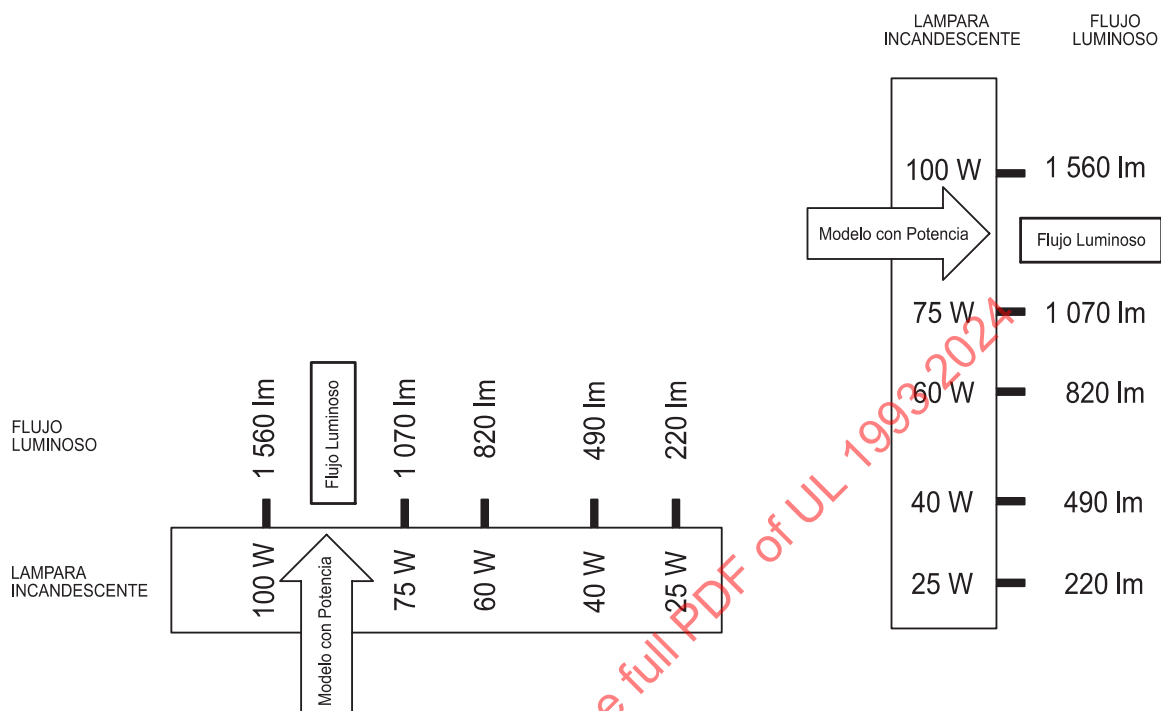 LAMPARA
INCANDESCENTE
FLUJO
LUMINOSO
100 W
1 560 lm
Modelo con Potencia
Flujo Luminoso
75 W
1 070 lm
60 W
820 lm
40 W
490 lm
25 W
220 lm
FLUJO
LUMINOSO
1 560 lm
Flujo Luminoso
1 070 lm
820 lm
490 lm
220 lm
LAMPARA
INCANDESCENTE
100 W
Modelo con Potencia
75 W
60 W
40 W
25 W
full PDF of UL 1993 2024